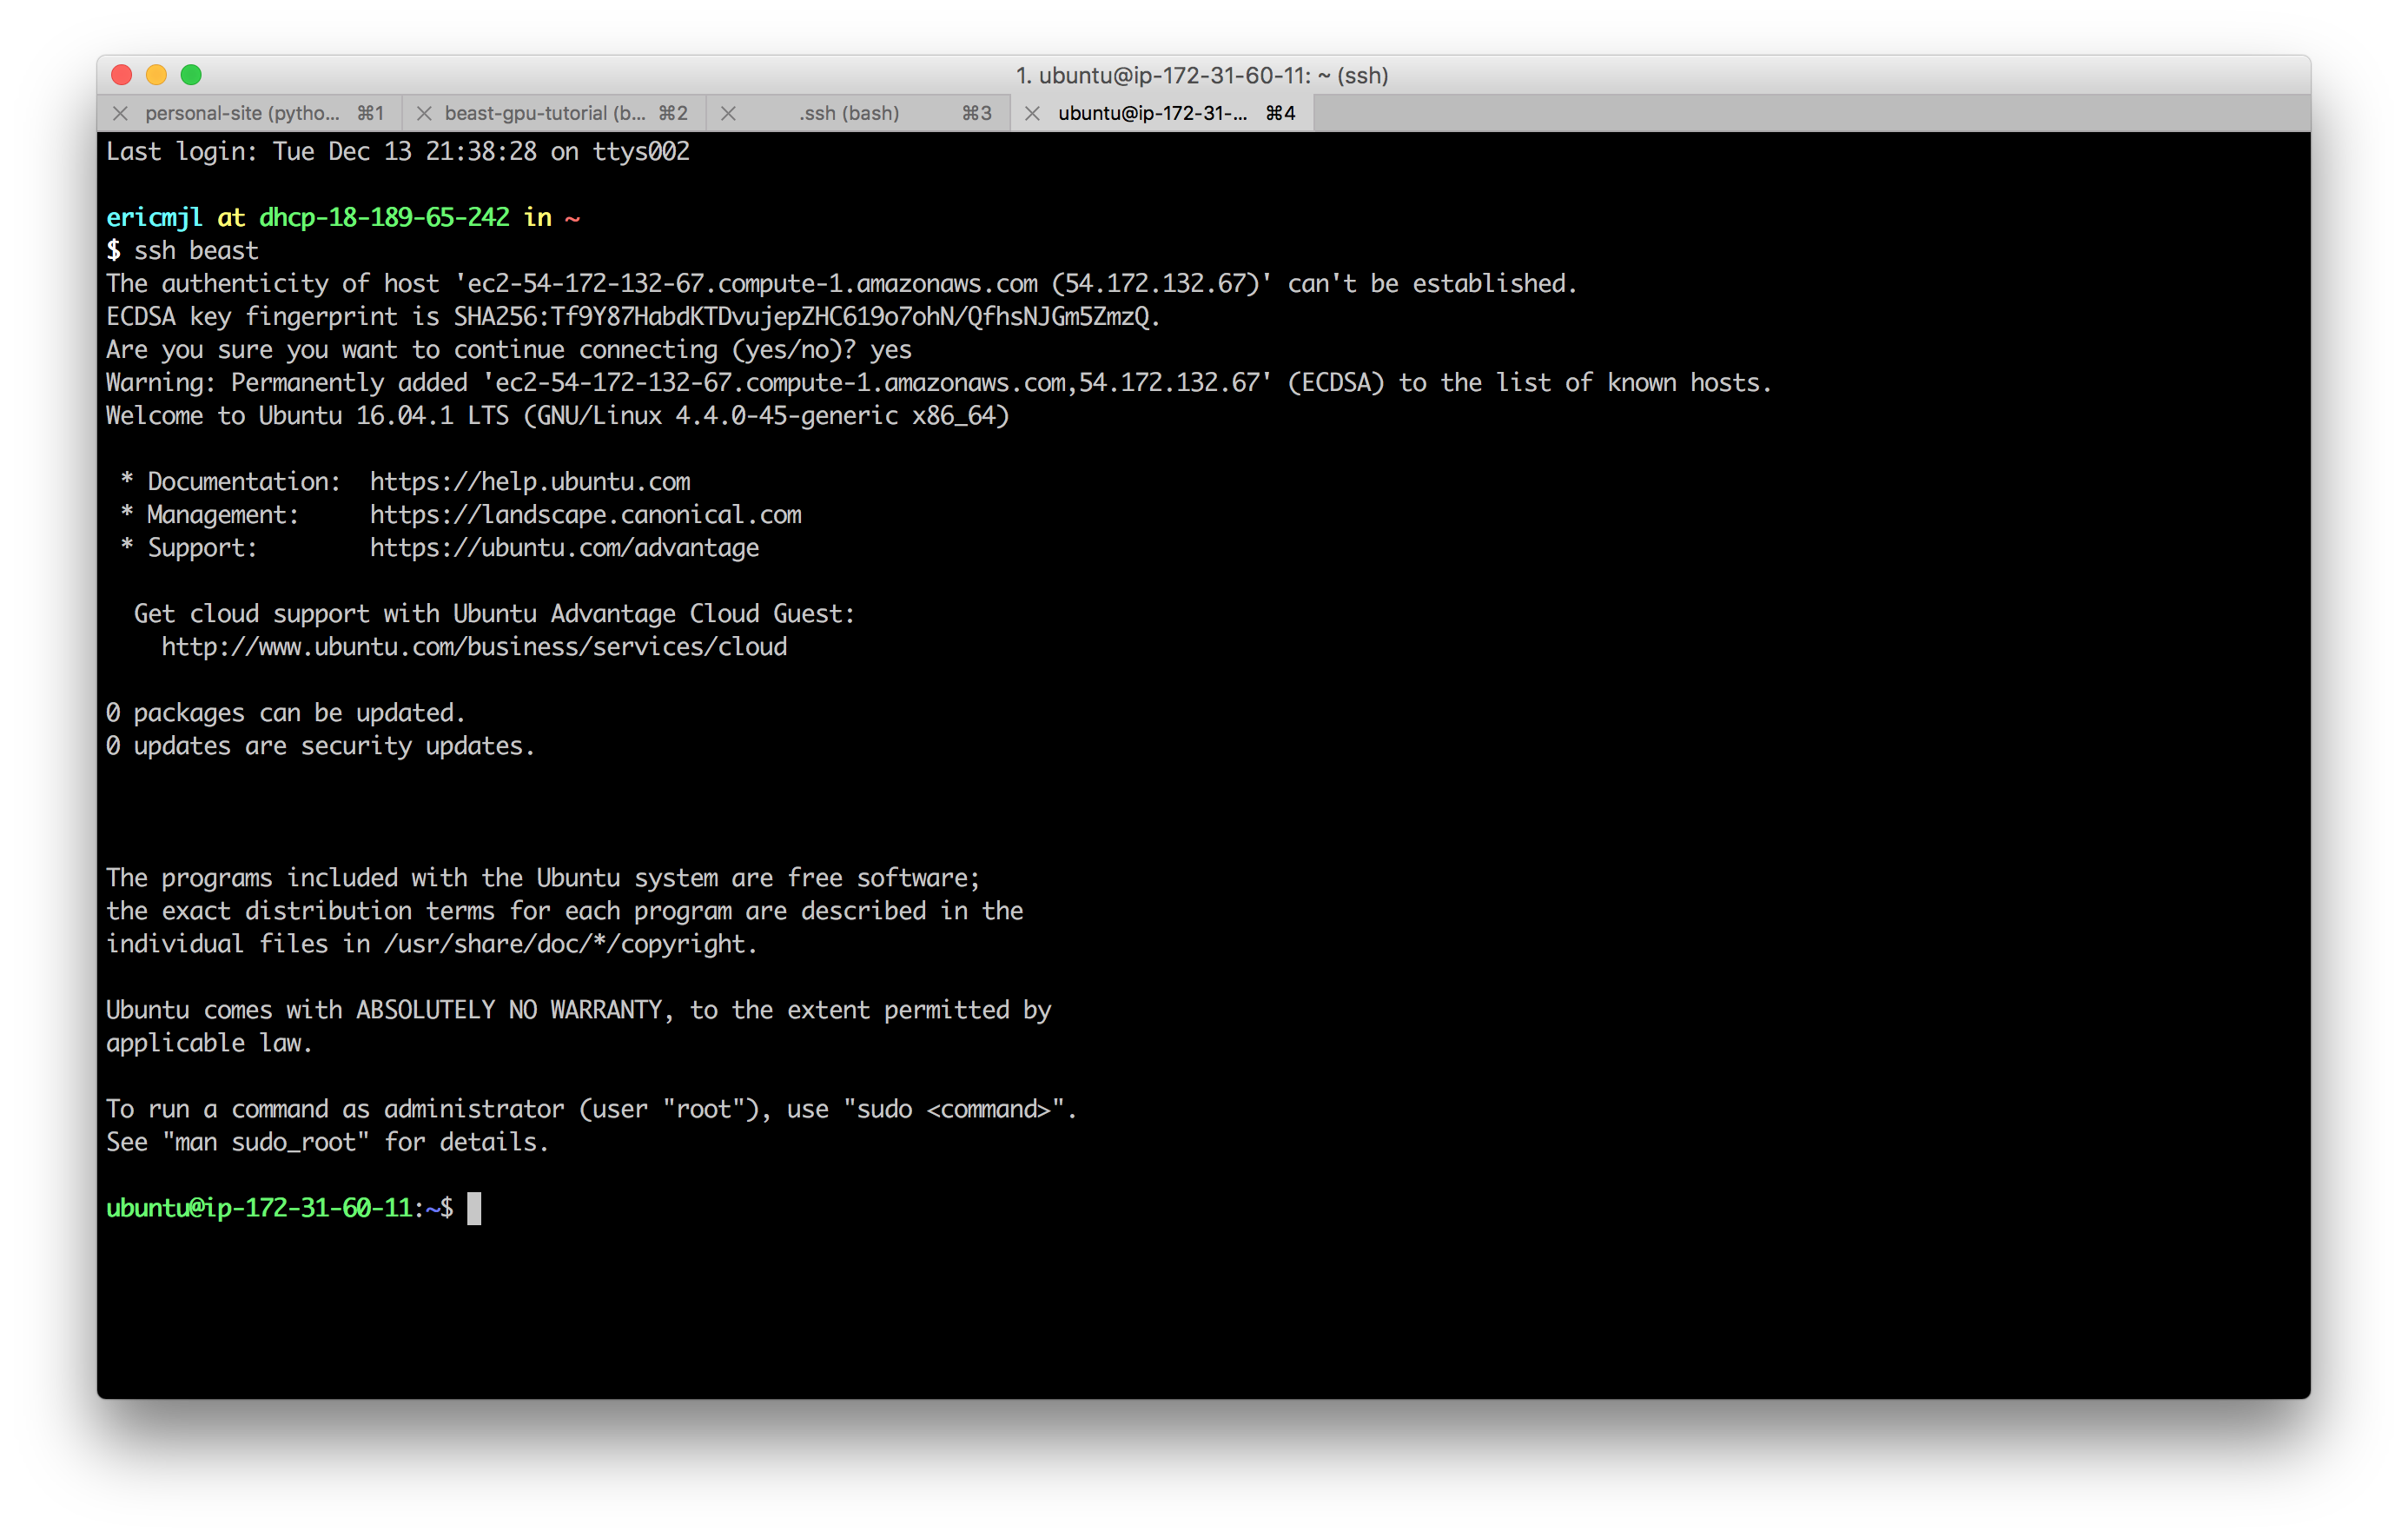 1. ubuntu@ip-172-31-60-11: ~ (ssh)
personal-site (pytho... ⌘1 beast-gpu-tutorial (b... ⌘2 .ssh (bash) ⌘3 ubuntu@ip-172-31-... ⌘4
Last login: Tue Dec 13 21:38:28 on ttys002
ericmjl at dhcp-18-189-65-242 in ~
$ ssh beast
The authenticity of host 'ec2-54-172-132-67.compute-1.amazonaws.com (54.172.132.67)' can't be established.
ECDSA key fingerprint is SHA256:Tf9Y87HabdKTDvujepZHC619o7ohN/QfhsNJGm5ZmzQ.
Are you sure you want to continue connecting (yes/no)? yes
Warning: Permanently added 'ec2-54-172-132-67.compute-1.amazonaws.com,54.172.132.67' (ECDSA) to the list of known hosts.
Welcome to Ubuntu 16.04.1 LTS (GNU/Linux 4.4.0-45-generic x86_64)
* Documentation:  https://help.ubuntu.com
* Management:     https://landscape.canonical.com
* Support:        https://ubuntu.com/advantage
Get cloud support with Ubuntu Advantage Cloud Guest:
http://www.ubuntu.com/business/services/cloud
0 packages can be updated.
0 updates are security updates.
The programs included with the Ubuntu system are free software;
the exact distribution terms for each program are described in the
individual files in /usr/share/doc/*/copyright.
Ubuntu comes with ABSOLUTELY NO WARRANTY, to the extent permitted by
applicable law.
To run a command as administrator (user "root"), use "sudo <command>".
See "man sudo_root" for details.
ubuntu@ip-172-31-60-11:~$